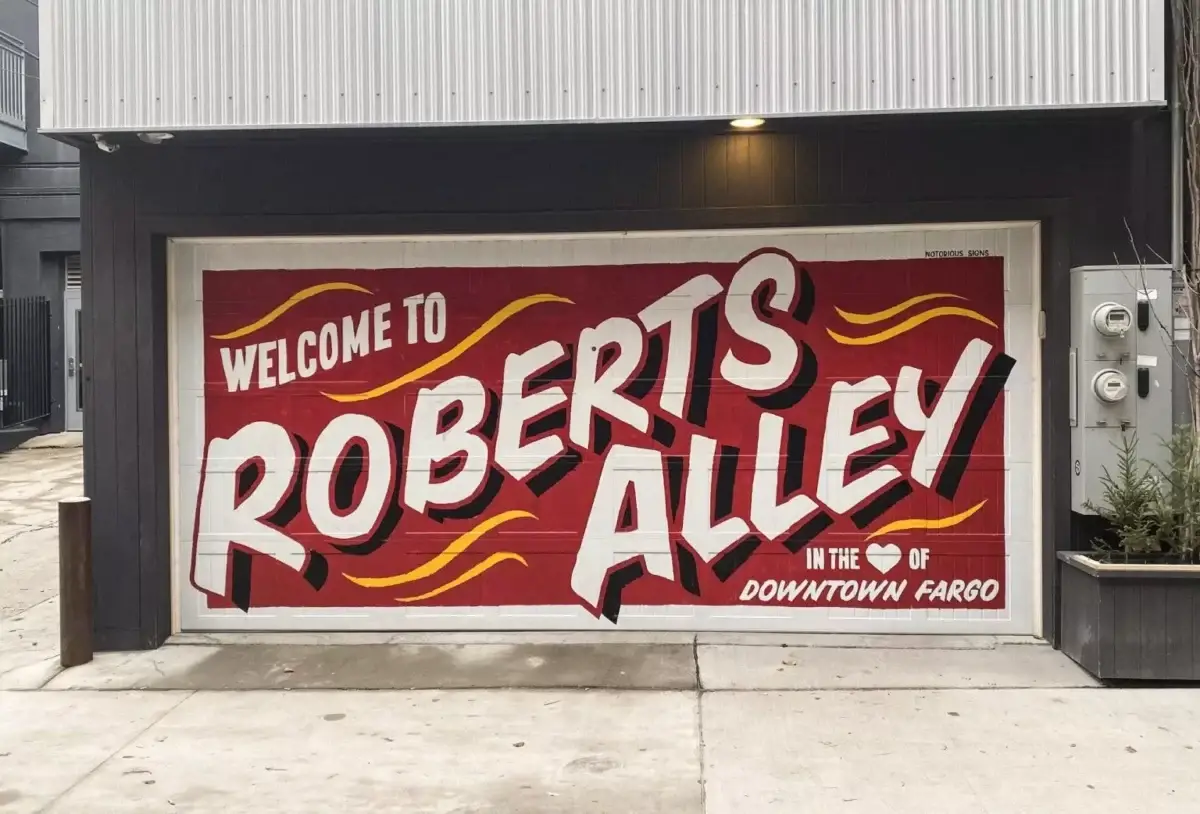 NOTORIOUS SIGNS
WELCOME TO
ROBERTS
ALLEY
IN THE ♥ OF
DOWNTOWN FARGO